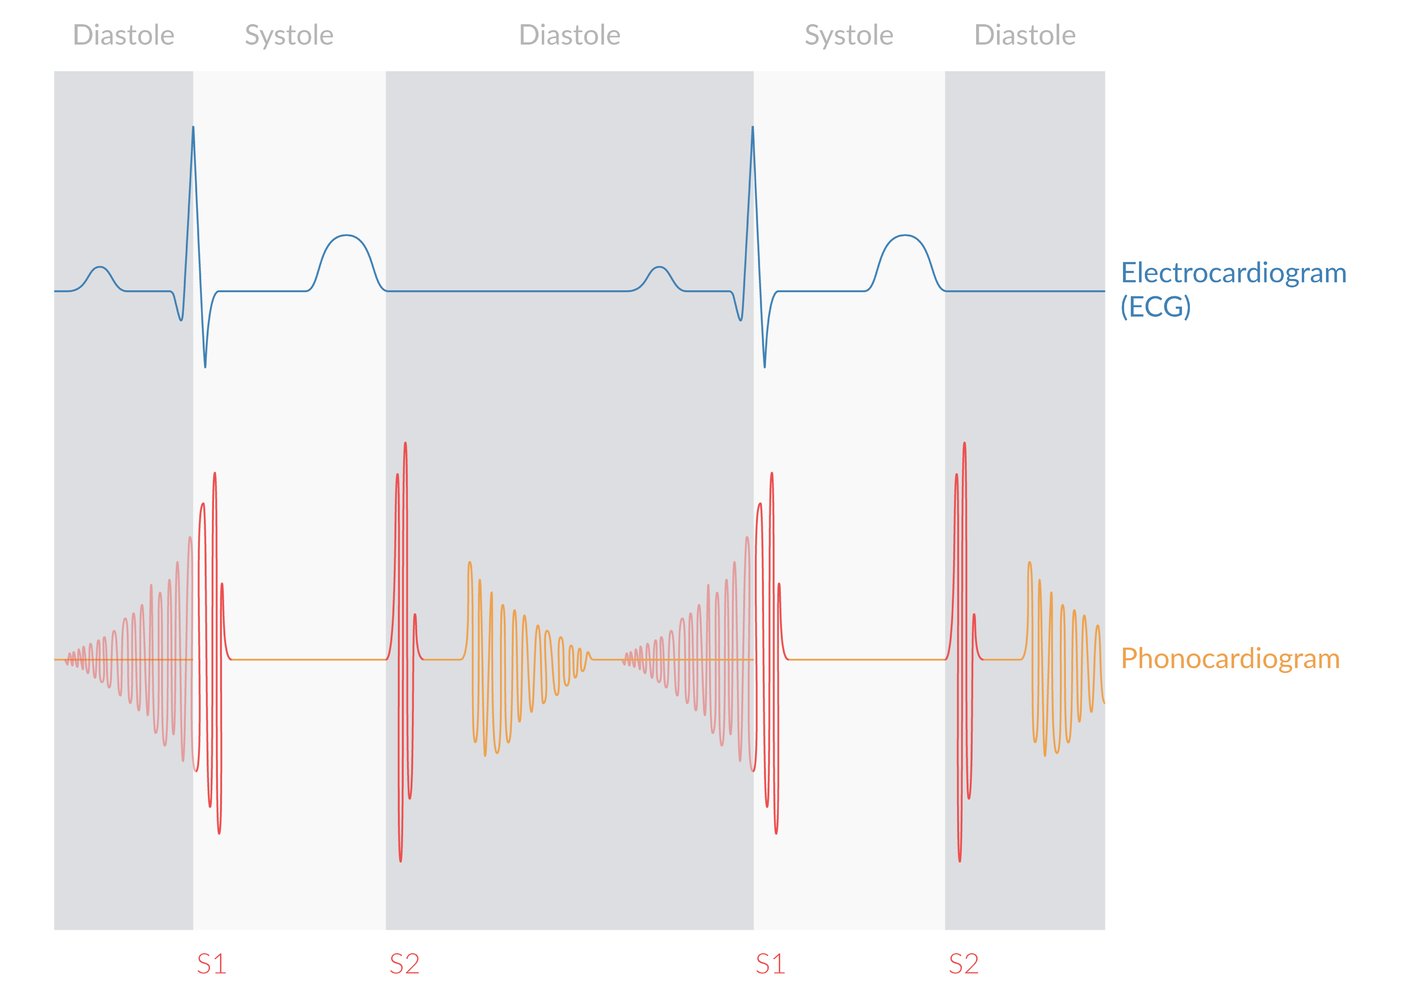 Diastole
Systole
Diastole
Systole
Diastole
Electrocardiogram
(ECG)
Phonocardiogram
S1
S2
S1
S2